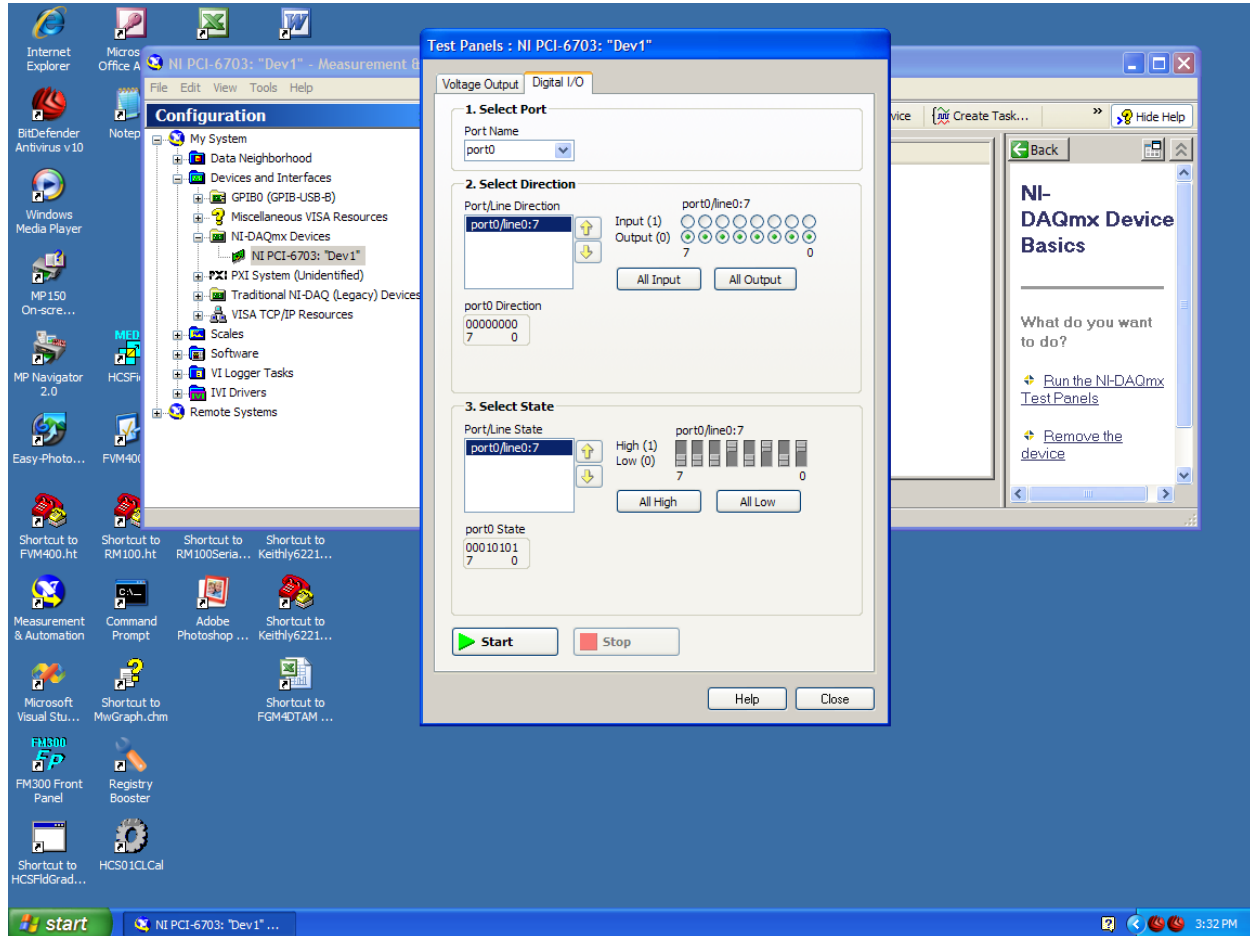 Internet
Explorer
Micros
Office A
BitDefender
Antivirus v10
Notep
Windows
Media Player
MP150
On-scre...
MP Navigator
2.0
MED
HCSFi
Easy-Photo...
FVM40
Shortcut to
FVM400.ht
Shortcut to
RM100.ht
Shortcut to
RM100Seria...
Shortcut to
Keithly6221...
Measurement
& Automation
C:\_
Command
Prompt
Adobe
Photoshop ...
Shortcut to
Keithly6221...
Microsoft
Visual Stu...
Shortcut to
MwGraph.chm
Shortcut to
FGM4DTAM ...
FM300
FP
FM300 Front
Panel
Registry
Booster
Shortcut to
HCSFldGrad...
HCS01CLCal
NI PCI-6703: "Dev1" - Measurement &
File Edit View Tools Help
Configuration
My System
Data Neighborhood
Devices and Interfaces
GPIB0 (GPIB-USB-B)
Miscellaneous VISA Resources
NI-DAQmx Devices
NI PCI-6703: "Dev1"
PXI PXI System (Unidentified)
Traditional NI-DAQ (Legacy) Devices
VISA TCP/IP Resources
Scales
Software
VI Logger Tasks
IVI Drivers
Remote Systems
Test Panels : NI PCI-6703: "Dev1"
Voltage Output Digital I/O
1. Select Port
Port Name
port0
2. Select Direction
Port/Line Direction
port0/line0:7
port0/line0:7
Input (1)
Output (0)
7 0
All Input All Output
port0 Direction
00000000
7 0
3. Select State
Port/Line State
port0/line0:7
port0/line0:7
High (1)
Low (0)
7 0
All High All Low
port0 State
00010101
7 0
Start Stop
Help Close
vice Create Task... » Hide Help
Back
NI-
DAQmx Device
Basics
What do you want
to do?
Run the NI-DAQmx
Test Panels
Remove the
device
start NI PCI-6703: "Dev1" ... 3:32 PM